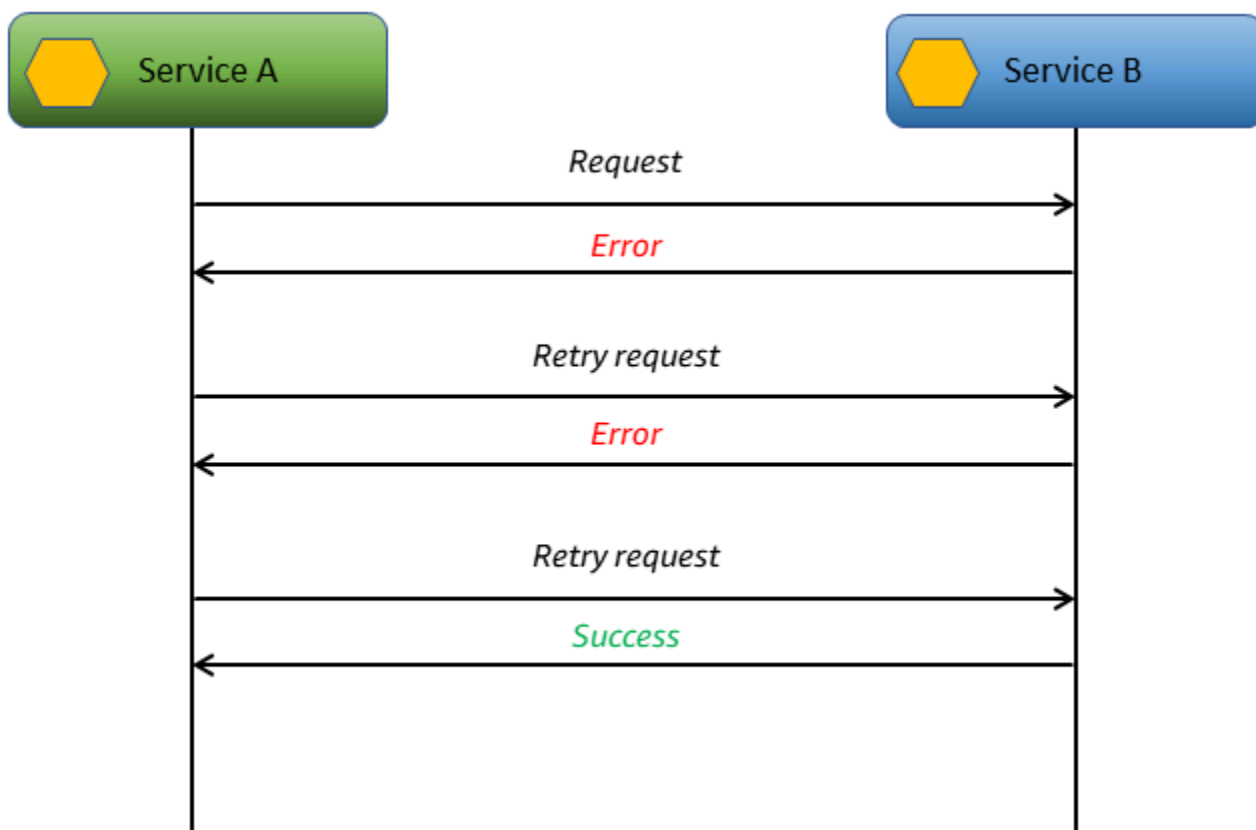 Service A
Service B
Request
Error
Retry request
Error
Retry request
Success